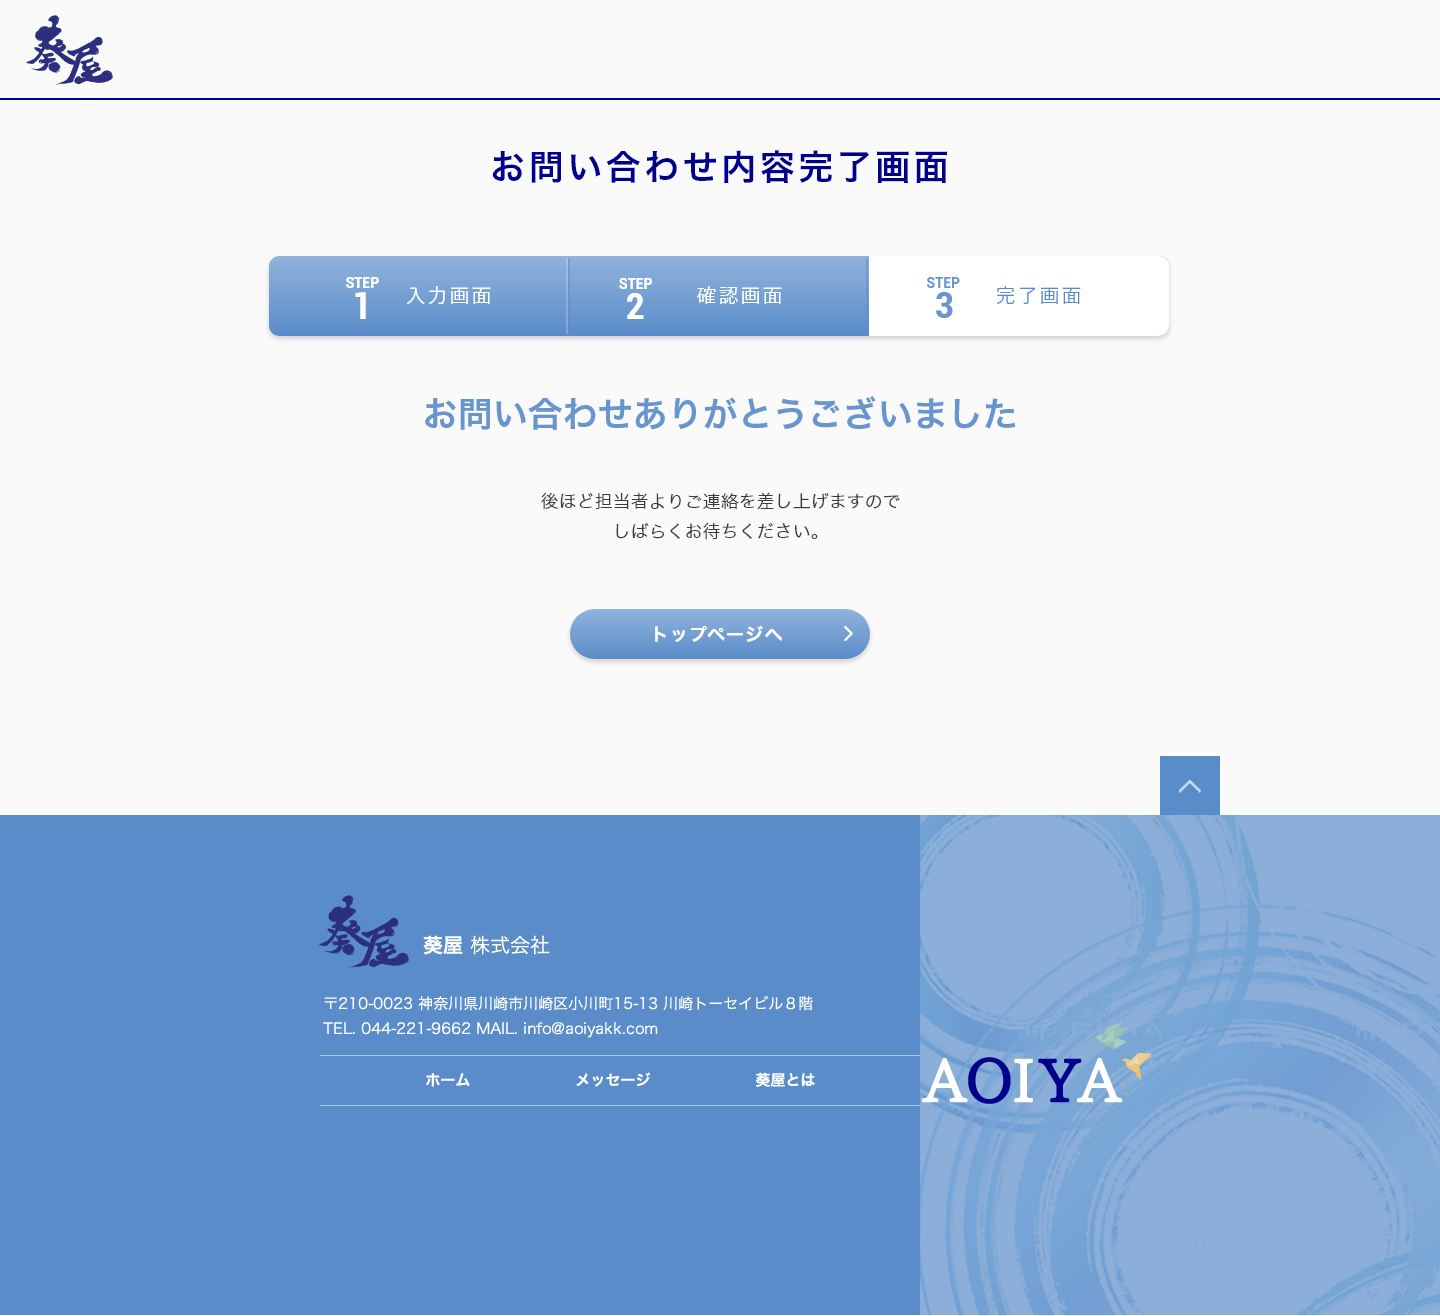 葵屋
お問い合わせ内容完了画面
STEP
1
入力画面
STEP
2
確認画面
STEP
3
完了画面
お問い合わせありがとうございました
後ほど担当者よりご連絡を差し上げますので
しばらくお待ちください。
トップページへ
葵屋
葵屋 株式会社
〒210-0023 神奈川県川崎市川崎区小川町15-13 川崎トーセイビル８階
TEL. 044-221-9662 MAIL. info@aoiyakk.com
ホーム
メッセージ
葵屋とは
AOIYA